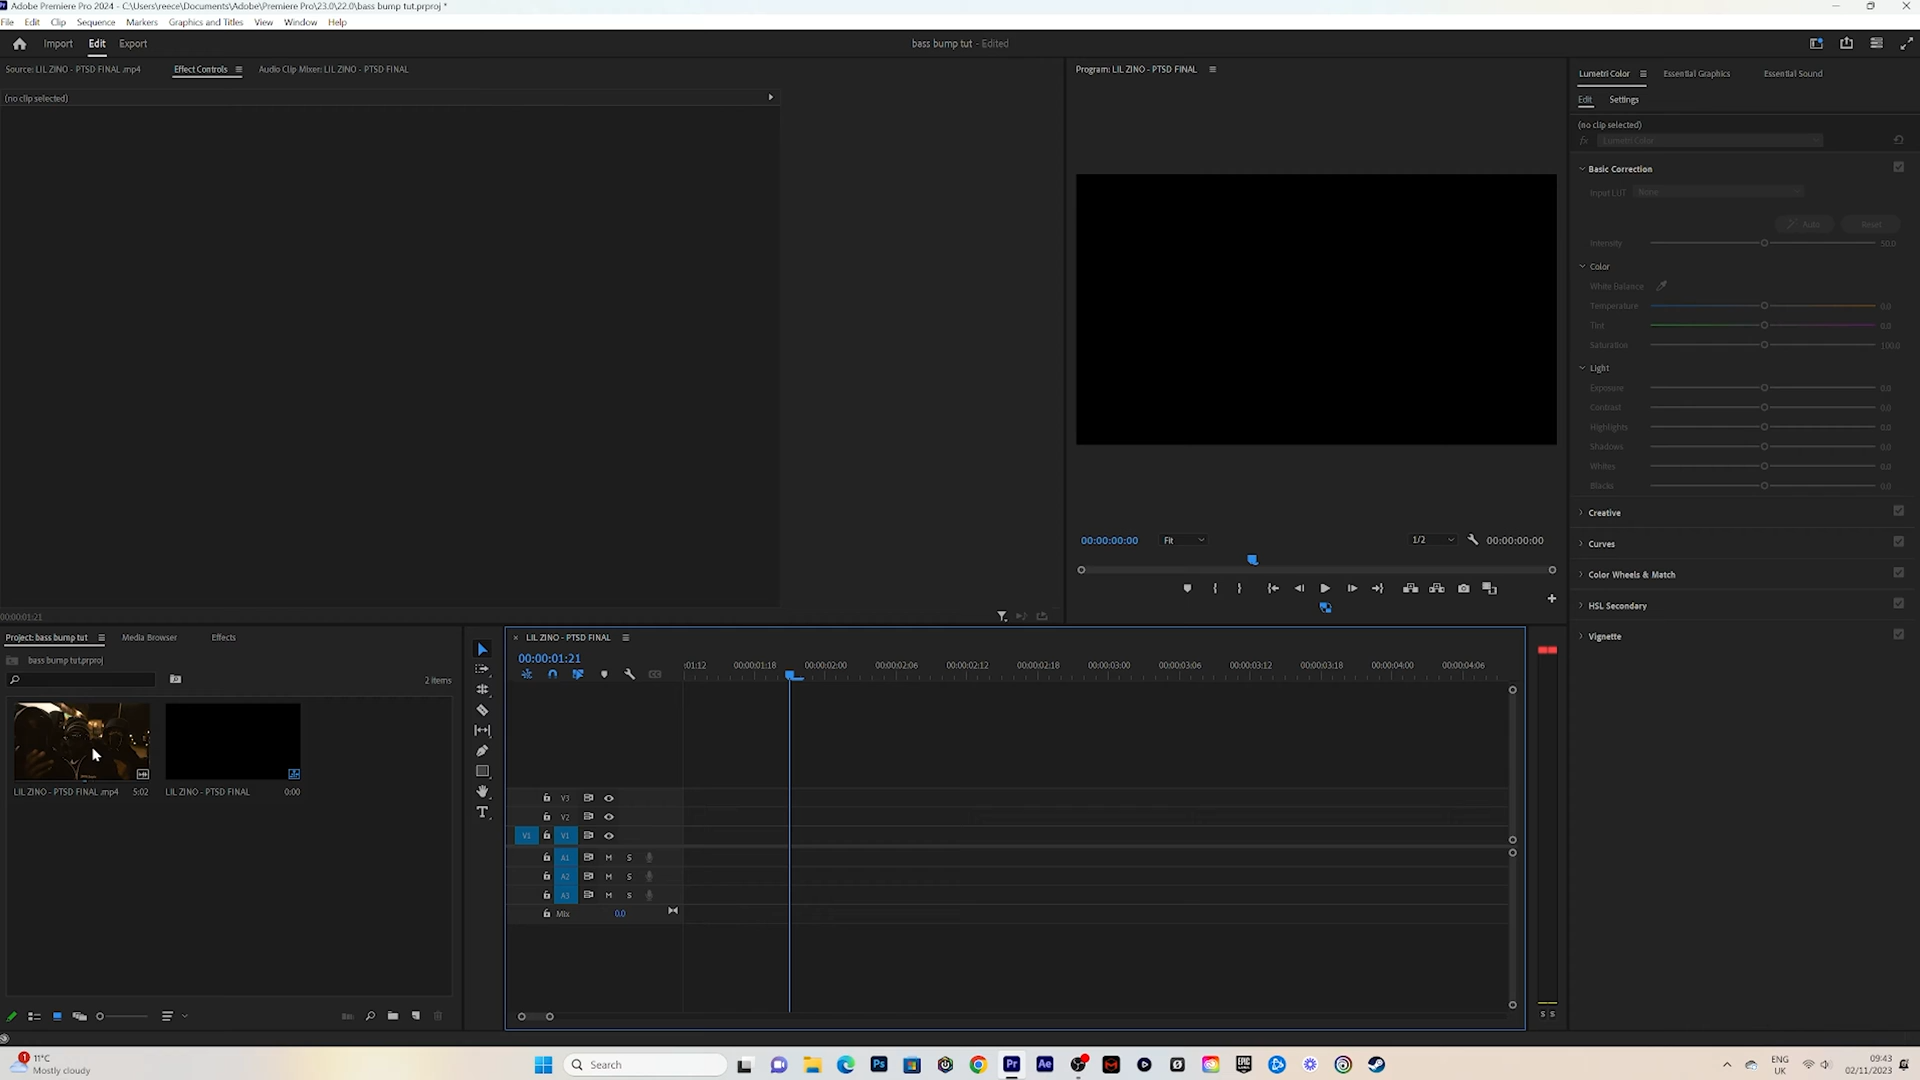 Adobe Premiere Pro 2024 - C:\Users\reece\Documents\Adobe\Premiere Pro\23.0\22.0\bass bump tut.prproj *
File Edit Clip Sequence Markers Graphics and Titles View Window Help
Import Edit Export bass bump tut - Edited
Source: LIL ZINO - PTSD FINAL .mp4 Effect Controls Audio Clip Mixer: LIL ZINO - PTSD FINAL
Program: LIL ZINO - PTSD FINAL
Lumetri Color Essential Graphics Essential Sound
(no clip selected)
Edit Settings
(no clip selected)
fx Lumetri Color
Basic Correction
Input LUT None
Auto Reset
Intensity 50.0
Color
White Balance
Temperature 0.0
Tint 0.0
Saturation 100.0
Light
Exposure 0.0
Contrast 0.0
Highlights 0.0
Shadows 0.0
Whites 0.0
Blacks 0.0
Creative
Curves
Color Wheels & Match
HSL Secondary
Vignette
00:00:00:00 Fit 1/2 00:00:00:00
00:00:01:21
Project: bass bump tut Media Browser Effects
bass bump tut.prproj
2 items
LIL ZINO - PTSD FINAL .mp4 5:02 LIL ZINO - PTSD FINAL 0:00
× LIL ZINO - PTSD FINAL
00:00:01:21
:01:12 00:00:01:18 00:00:02:00 00:00:02:06 00:00:02:12 00:00:02:18 00:00:03:00 00:00:03:06 00:00:03:12 00:00:03:18 00:00:04:00 00:00:04:06
V3
V2
V1 V1
A1 M S
A2 M S
A3 M S
Mix 0.0
S S
1 11°C
Mostly cloudy
Search
Ps Pr Ae
EPIC GAMES
ENG
UK
09:43
02/11/2023